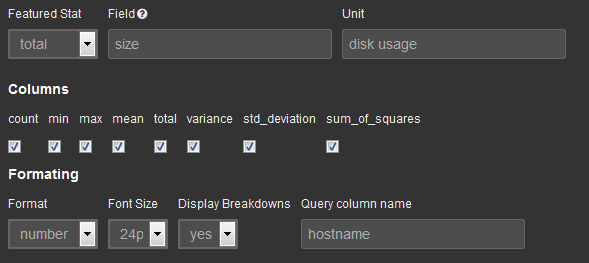 Featured Stat Field Unit
total size disk usage
Columns
count min max mean total variance std_deviation sum_of_squares
Formating
Format Font Size Display Breakdowns Query column name
number 24p yes hostname